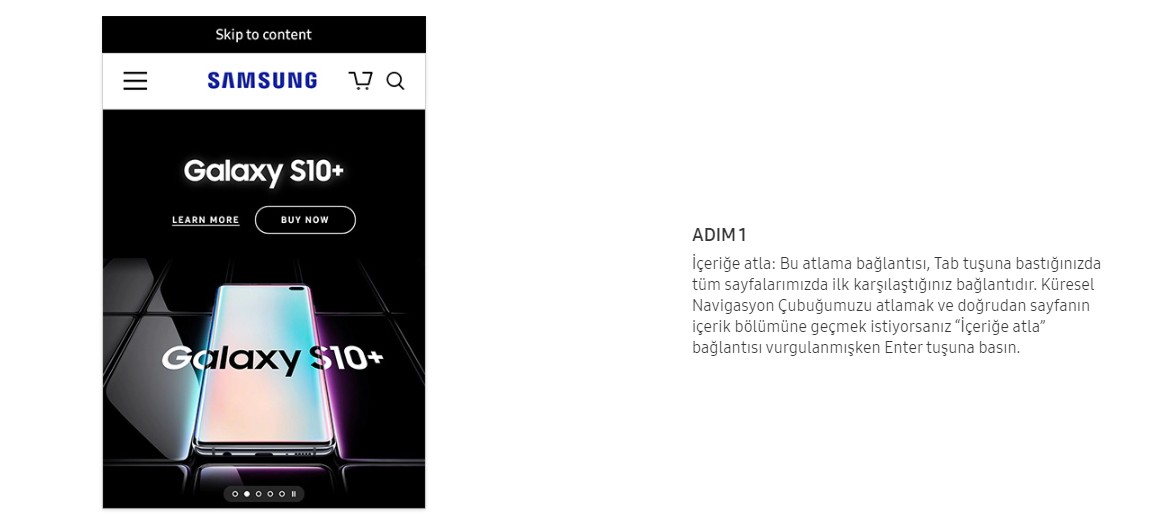 Skip to content
SAMSUNG
Galaxy S10+
LEARN MORE
BUY NOW
Galaxy S10+
ADIM 1
İçeriğe atla: Bu atlama bağlantısı, Tab tuşuna bastığınızda
tüm sayfalarımızda ilk karşılaştığınız bağlantıdır. Küresel
Navigasyon Çubuğumuzu atlamak ve doğrudan sayfanın
içerik bölümüne geçmek istiyorsanız “İçeriğe atla”
bağlantısı vurgulanmışken Enter tuşuna basın.